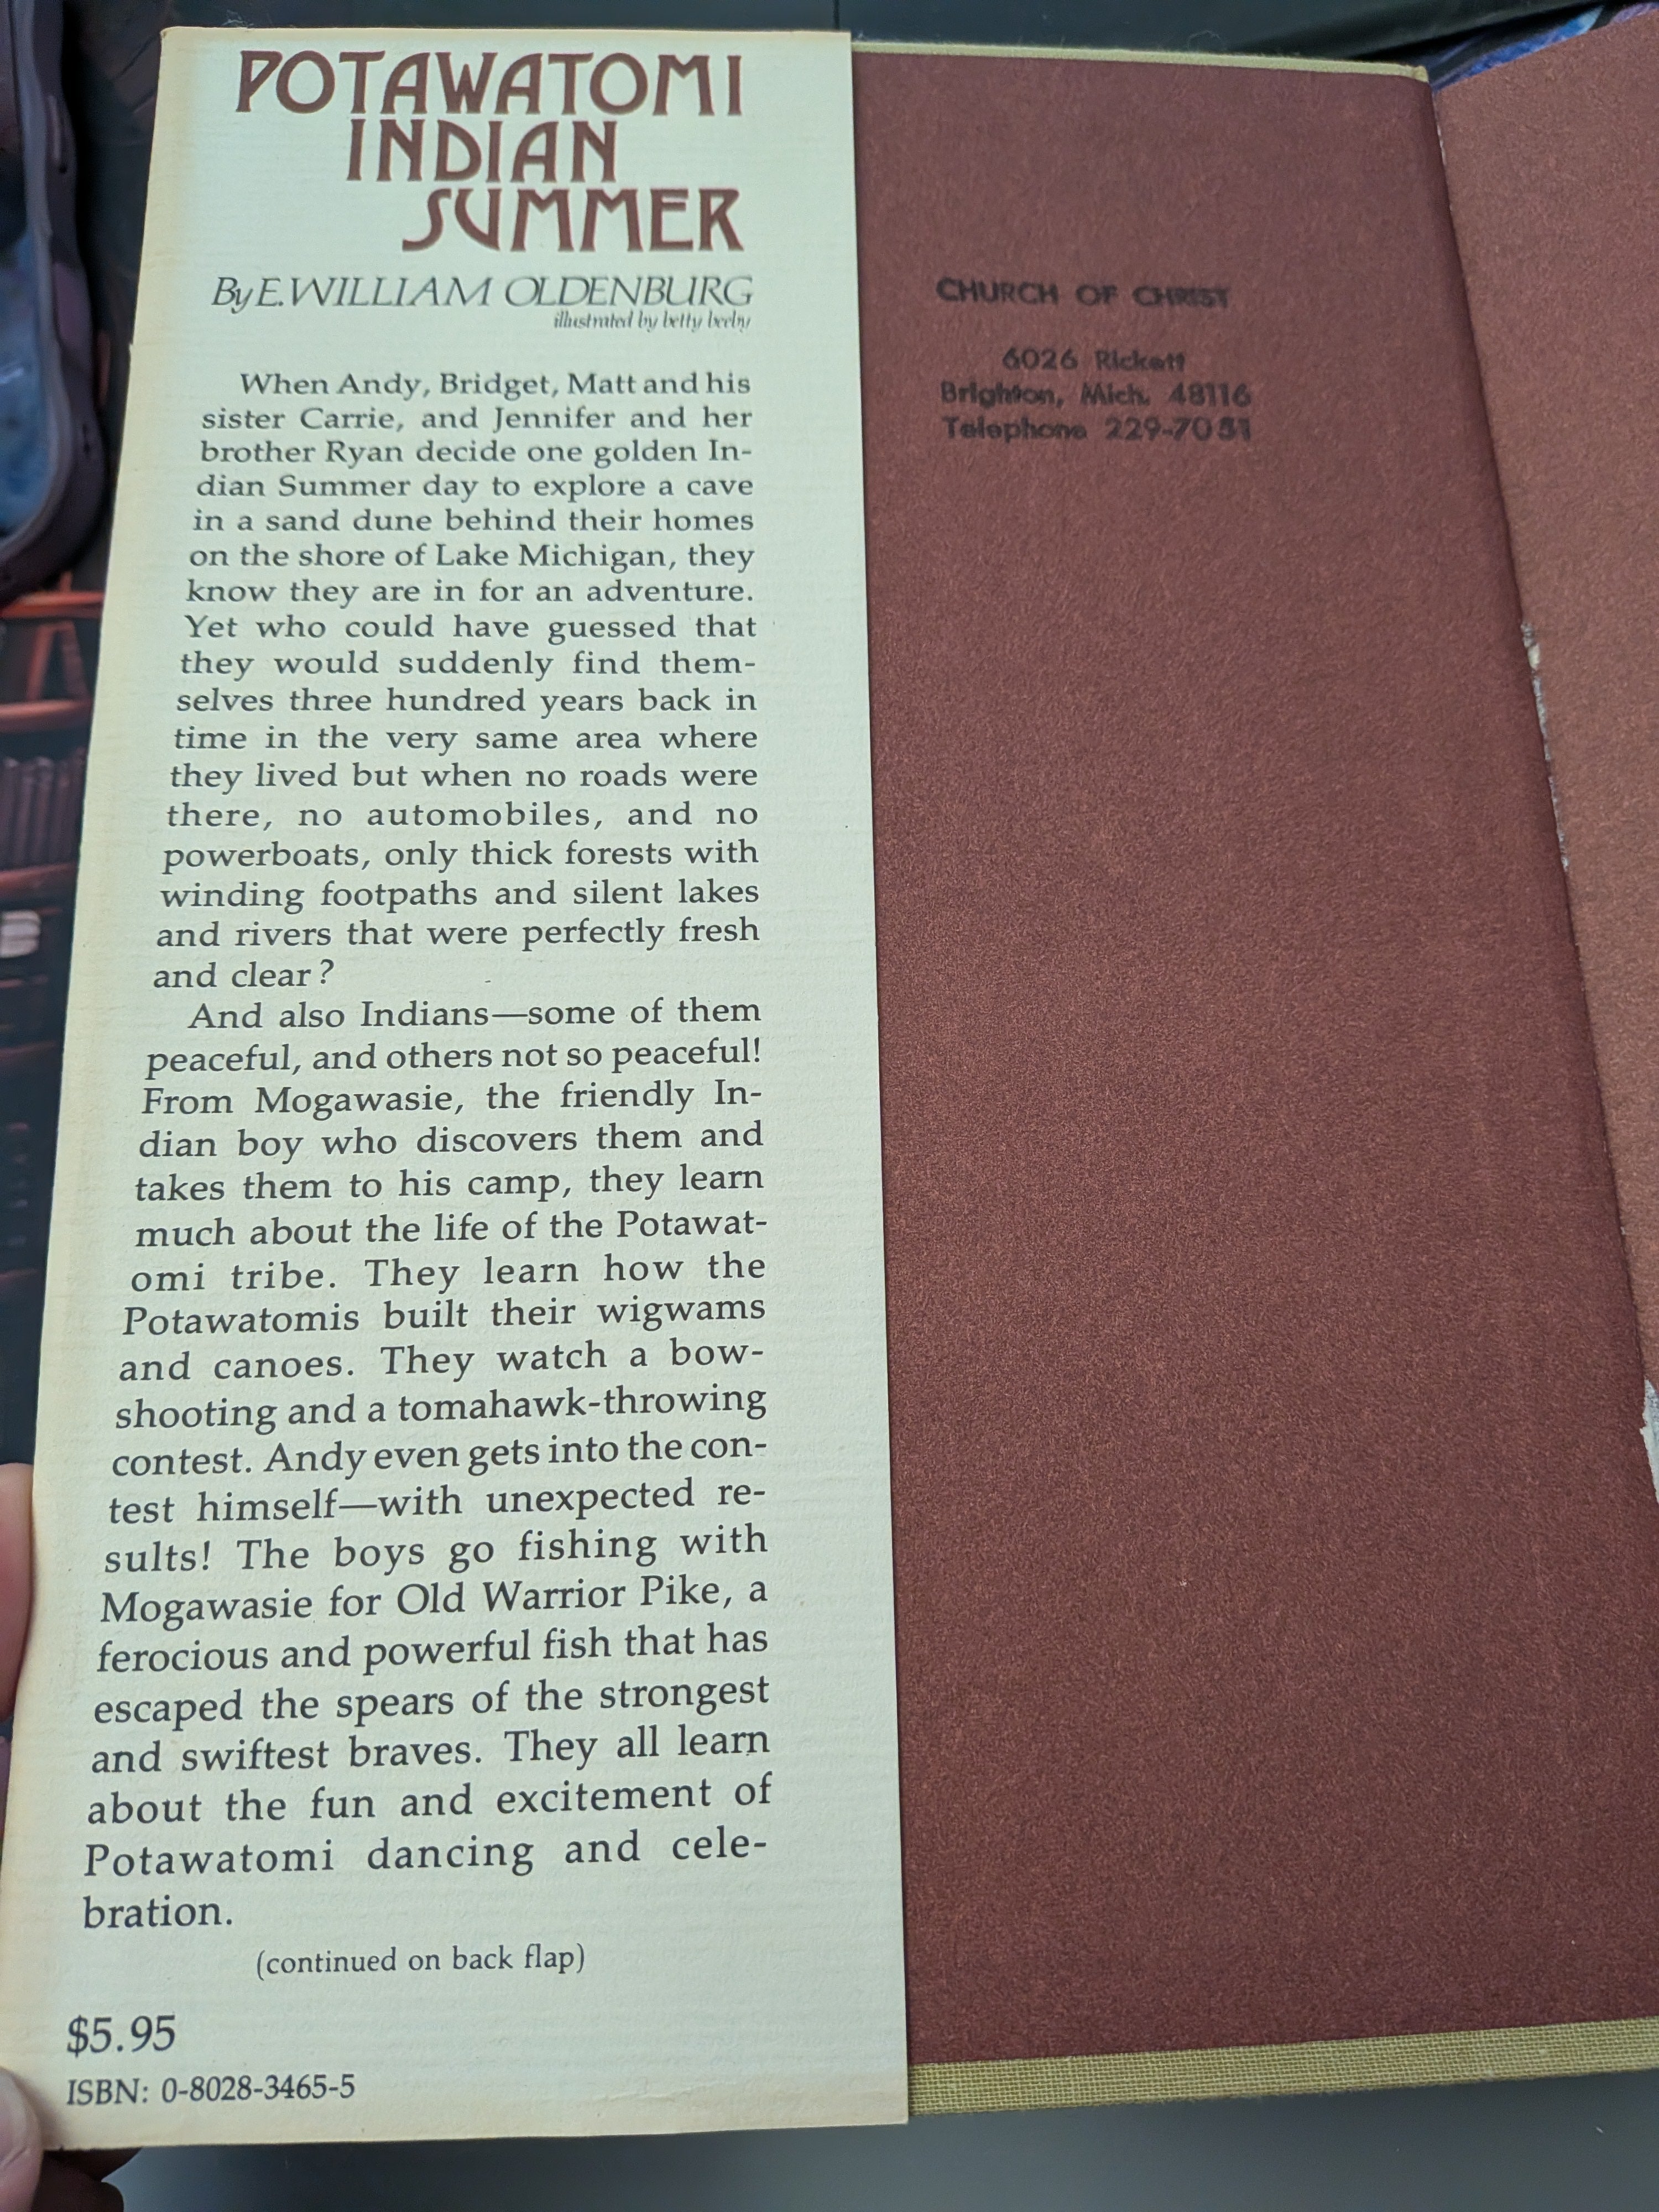 POTAWATOMI
INDIAN
SUMMER
By E. WILLIAM OLDENBURG
illustrated by betty beeby
When Andy, Bridget, Matt and his
sister Carrie, and Jennifer and her
brother Ryan decide one golden In-
dian Summer day to explore a cave
in a sand dune behind their homes
on the shore of Lake Michigan, they
know they are in for an adventure.
Yet who could have guessed that
they would suddenly find them-
selves three hundred years back in
time in the very same area where
they lived but when no roads were
there, no automobiles, and no
powerboats, only thick forests with
winding footpaths and silent lakes
and rivers that were perfectly fresh
and clear?
And also Indians—some of them
peaceful, and others not so peaceful!
From Mogawasie, the friendly In-
dian boy who discovers them and
takes them to his camp, they learn
much about the life of the Potawat-
omi tribe. They learn how the
Potawatomis built their wigwams
and canoes. They watch a bow-
shooting and a tomahawk-throwing
contest. Andy even gets into the con-
test himself—with unexpected re-
sults! The boys go fishing with
Mogawasie for Old Warrior Pike, a
ferocious and powerful fish that has
escaped the spears of the strongest
and swiftest braves. They all learn
about the fun and excitement of
Potawatomi dancing and cele-
bration.
(continued on back flap)
$5.95
ISBN: 0-8028-3465-5
CHURCH OF CHRIST
6026 Rickett
Brighton, Mich. 48116
Telephone 229-7051